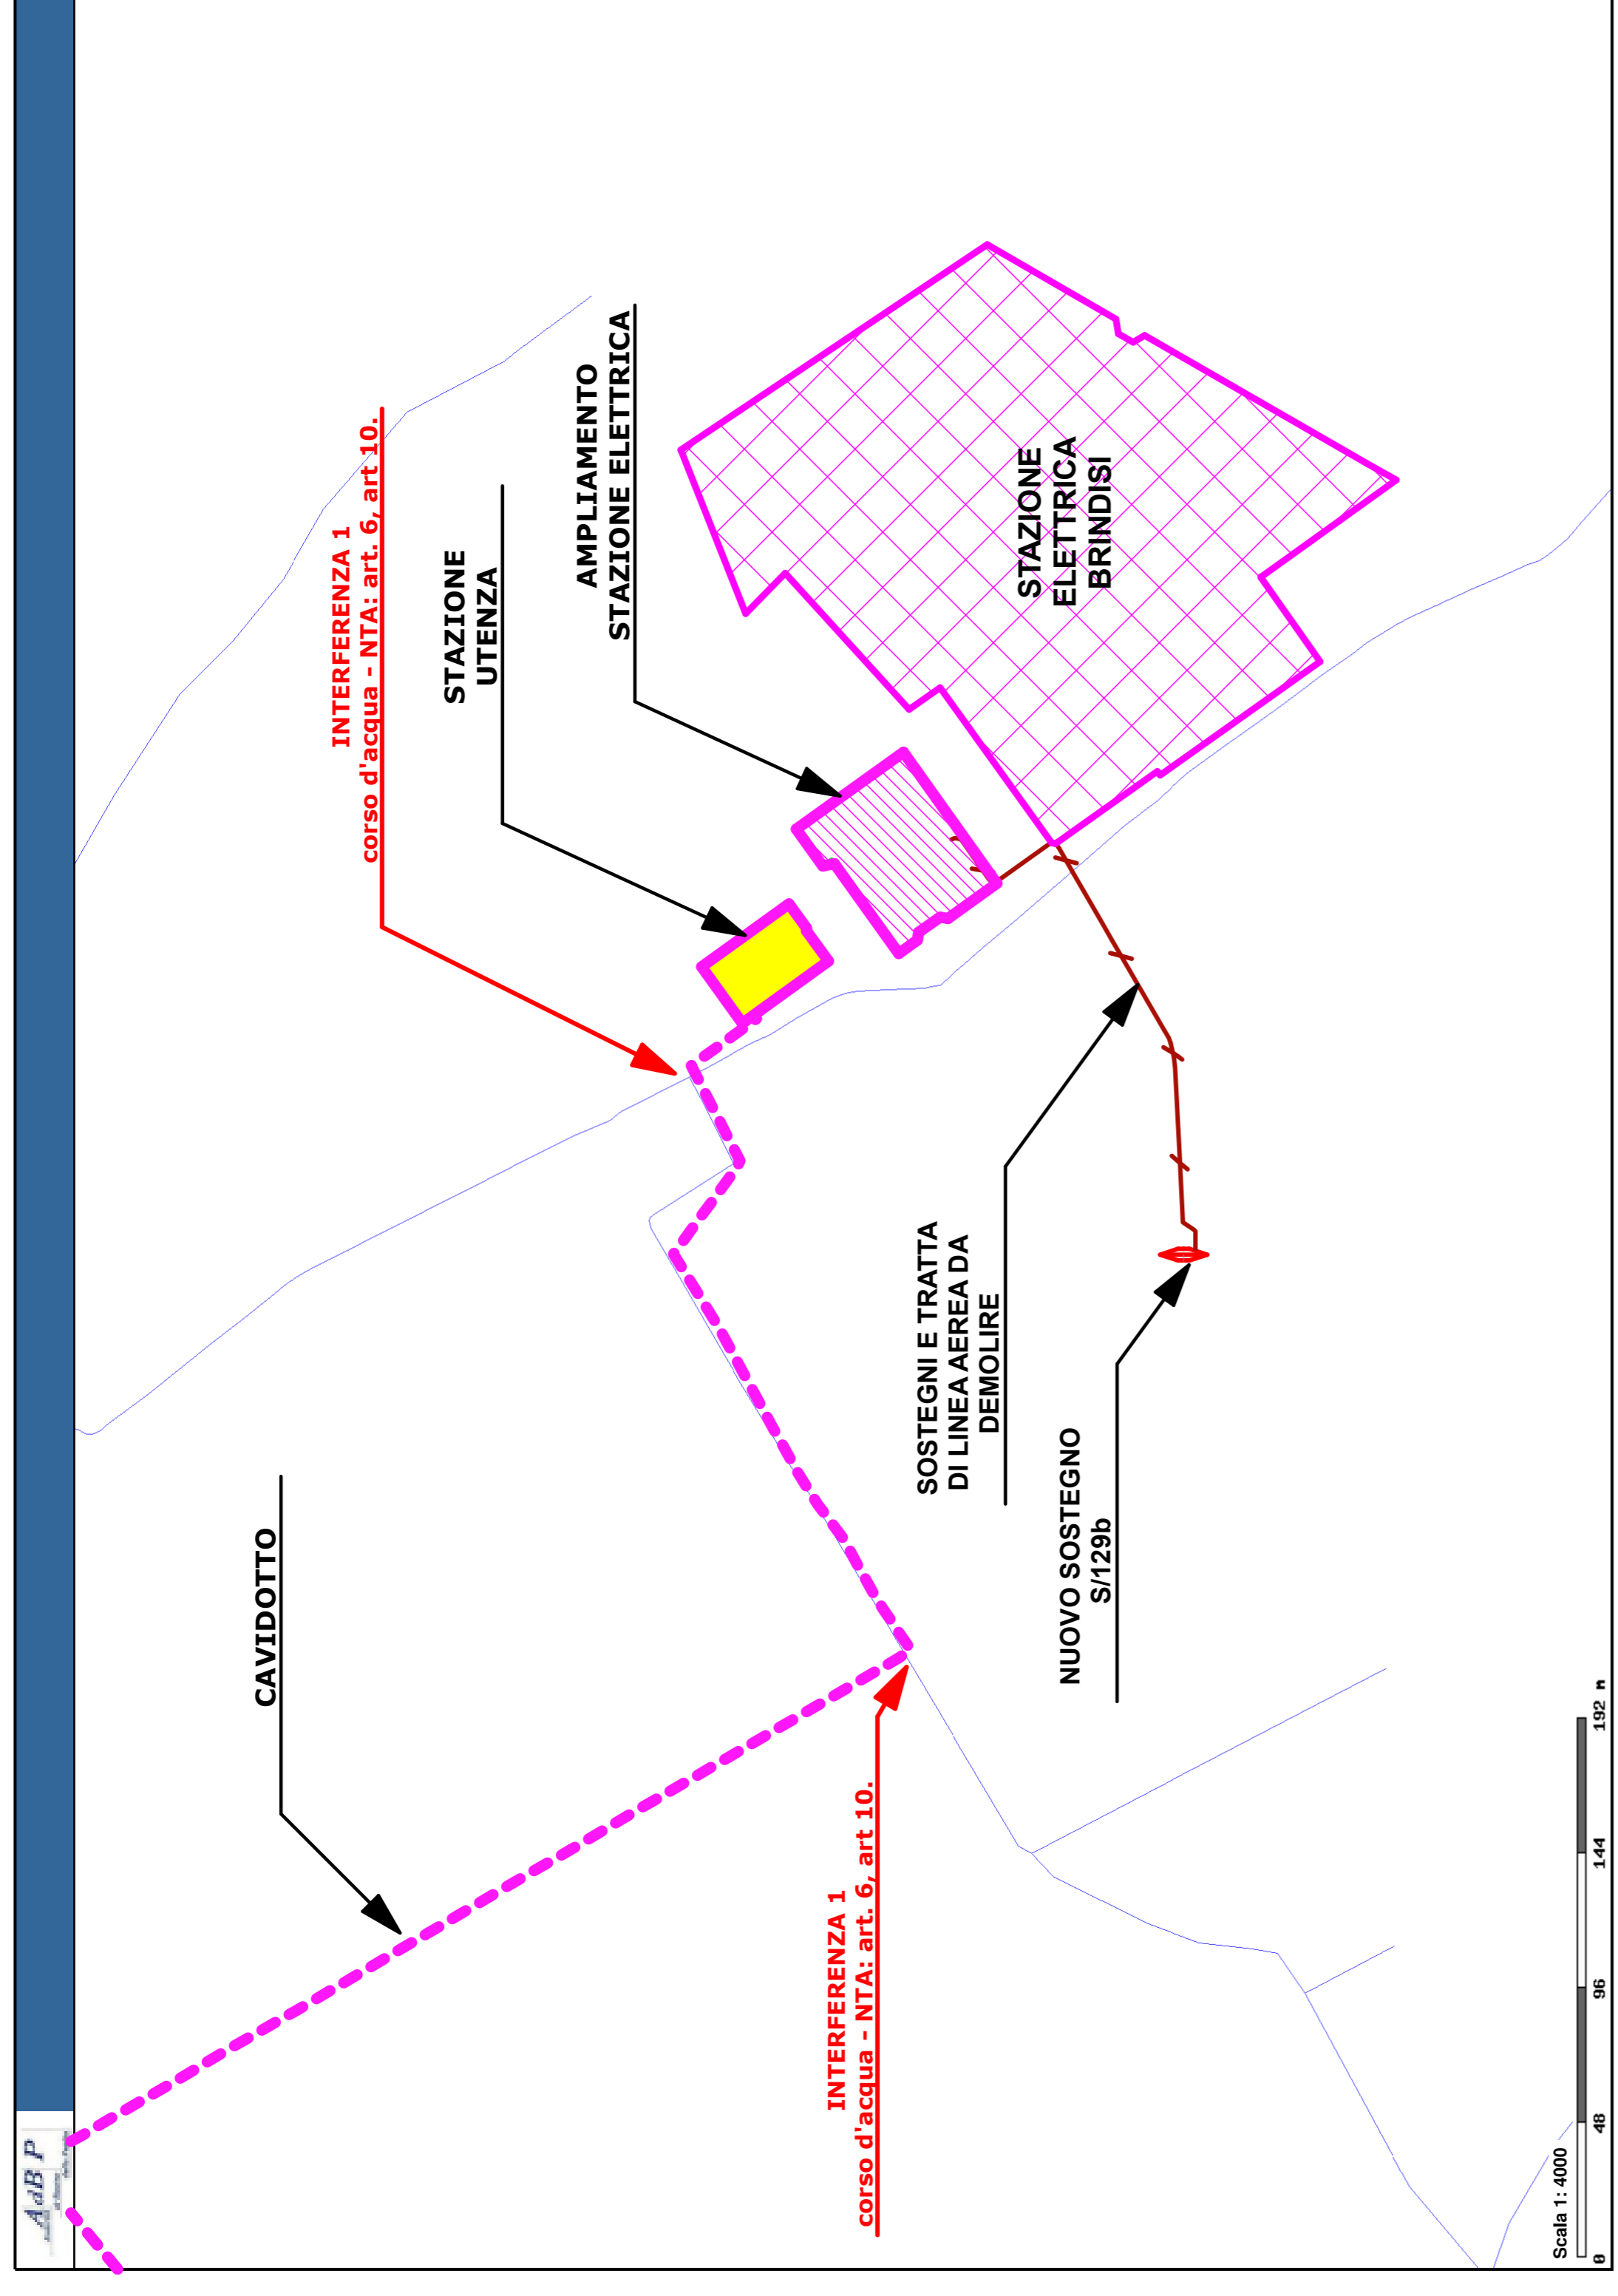 AdB P
INTERFERENZA 1
corso d'acqua - NTA: art. 6, art 10.
STAZIONE
UTENZA
AMPLIAMENTO
STAZIONE ELETTRICA
CAVIDOTTO
STAZIONE
ELETTRICA
BRINDISI
INTERFERENZA 1
corso d'acqua - NTA: art. 6, art 10.
SOSTEGNI E TRATTA
DI LINEA AEREA DA
DEMOLIRE
NUOVO SOSTEGNO
S/129b
Scala 1: 4000
0 48 96 144 192 m